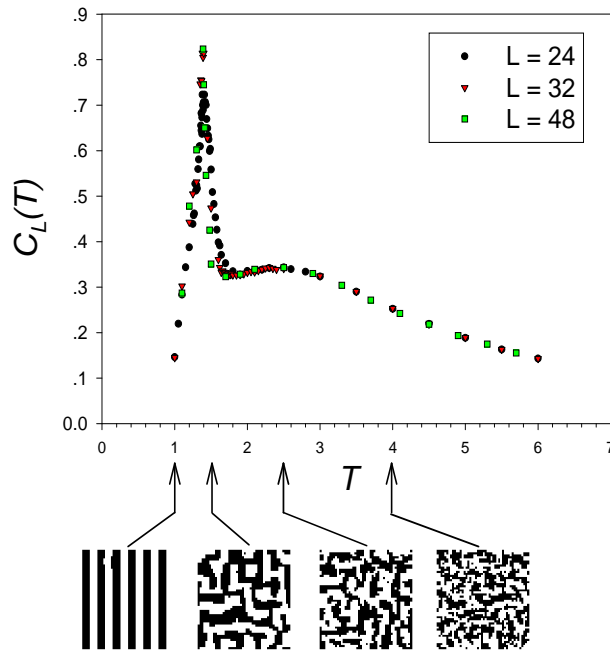 .9
.8
.7
.6
.5
.4
.3
.2
.1
0.0
C_L(T)
L = 24
L = 32
L = 48
0 1 2 3 4 5 6 7
T